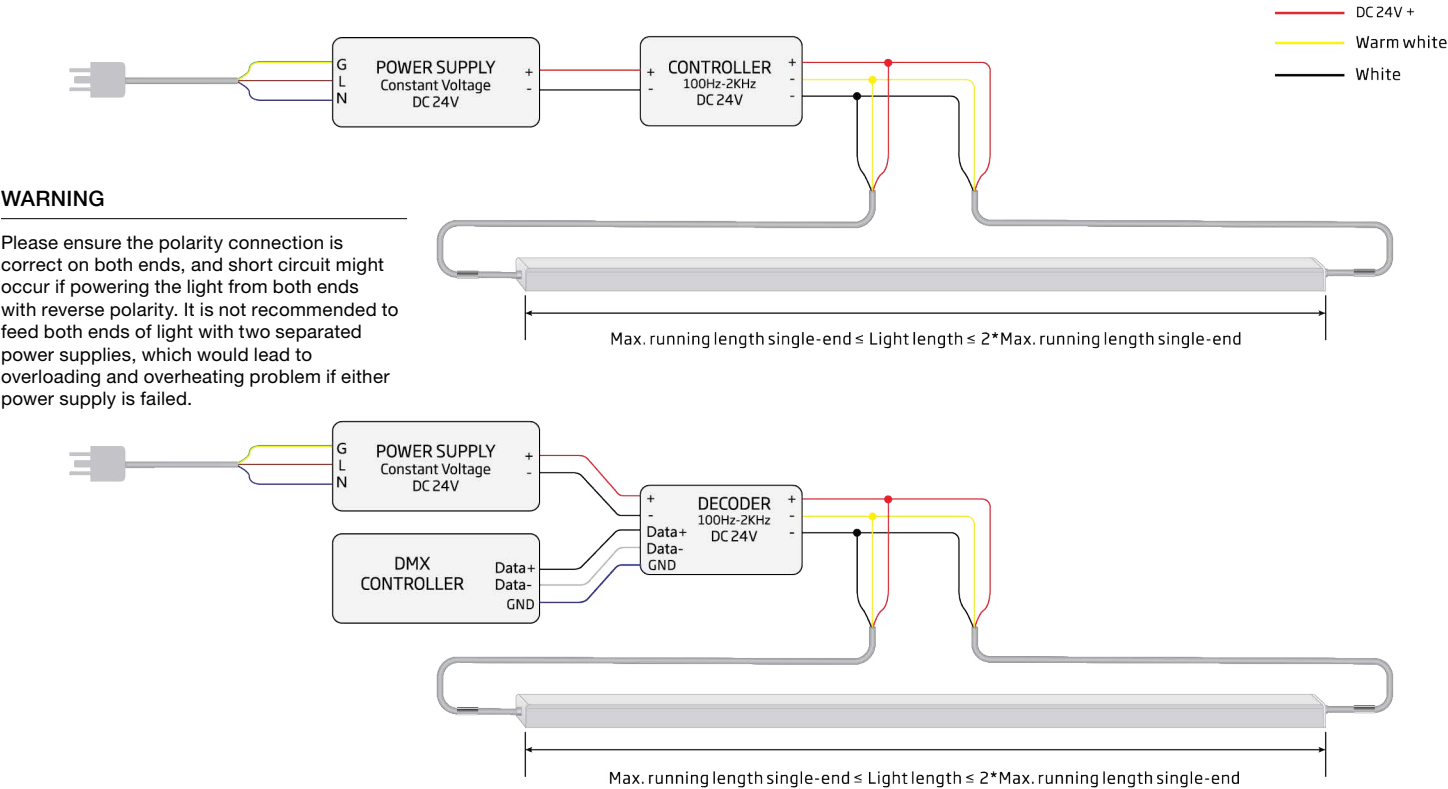 DC 24V +
Warm white
White
G
L
N
POWER SUPPLY
Constant Voltage
DC 24V
+
-
+
-
CONTROLLER
100Hz-2KHz
DC 24V
+
-
-
WARNING
Please ensure the polarity connection is
correct on both ends, and short circuit might
occur if powering the light from both ends
with reverse polarity. It is not recommended to
feed both ends of light with two separated
power supplies, which would lead to
overloading and overheating problem if either
power supply is failed.
Max. running length single-end ≤ Light length ≤ 2*Max. running length single-end
G
L
N
POWER SUPPLY
Constant Voltage
DC 24V
+
-
DMX
CONTROLLER
Data+
Data-
GND
+
-
Data+
Data-
GND
DECODER
100Hz-2KHz
DC 24V
+
-
-
Max. running length single-end ≤ Light length ≤ 2*Max. running length single-end